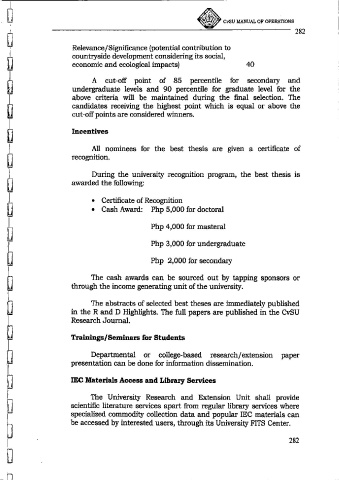 CvSU MANUAL OF OPERATIONS
282
Relevance/Significance (potential contribution to
countryside development considering its social,
economic and ecological impacts) 40
A cut-off point of 85 percentile for secondary and
undergraduate levels and 90 percentile for graduate level for the
above criteria will be maintained during the final selection. The
candidates receiving the highest point which is equal or above the
cut-off points are considered winners.
Incentives
All nominees for the best thesis are given a certificate of
recognition.
During the university recognition program, the best thesis is
awarded the following:
• Certificate of Recognition
• Cash Award: Php 5,000 for doctoral
Php 4,000 for masteral
Php 3,000 for undergraduate
Php 2,000 for secondary
The cash awards can be sourced out by tapping sponsors or
through the income generating unit of the university.
The abstracts of selected best theses are immediately published
in the R and D Highlights. The full papers are published in the CvSU
Research Journal.
Trainings/Seminars for Students
Departmental or college-based research/extension paper
presentation can be done for information dissemination.
IEC Materials Access and Library Services
The University Research and Extension Unit shall provide
scientific literature services apart from regular library services where
specialized commodity collection data and popular IEC materials can
be accessed by interested users, through its University FITS Center.
282